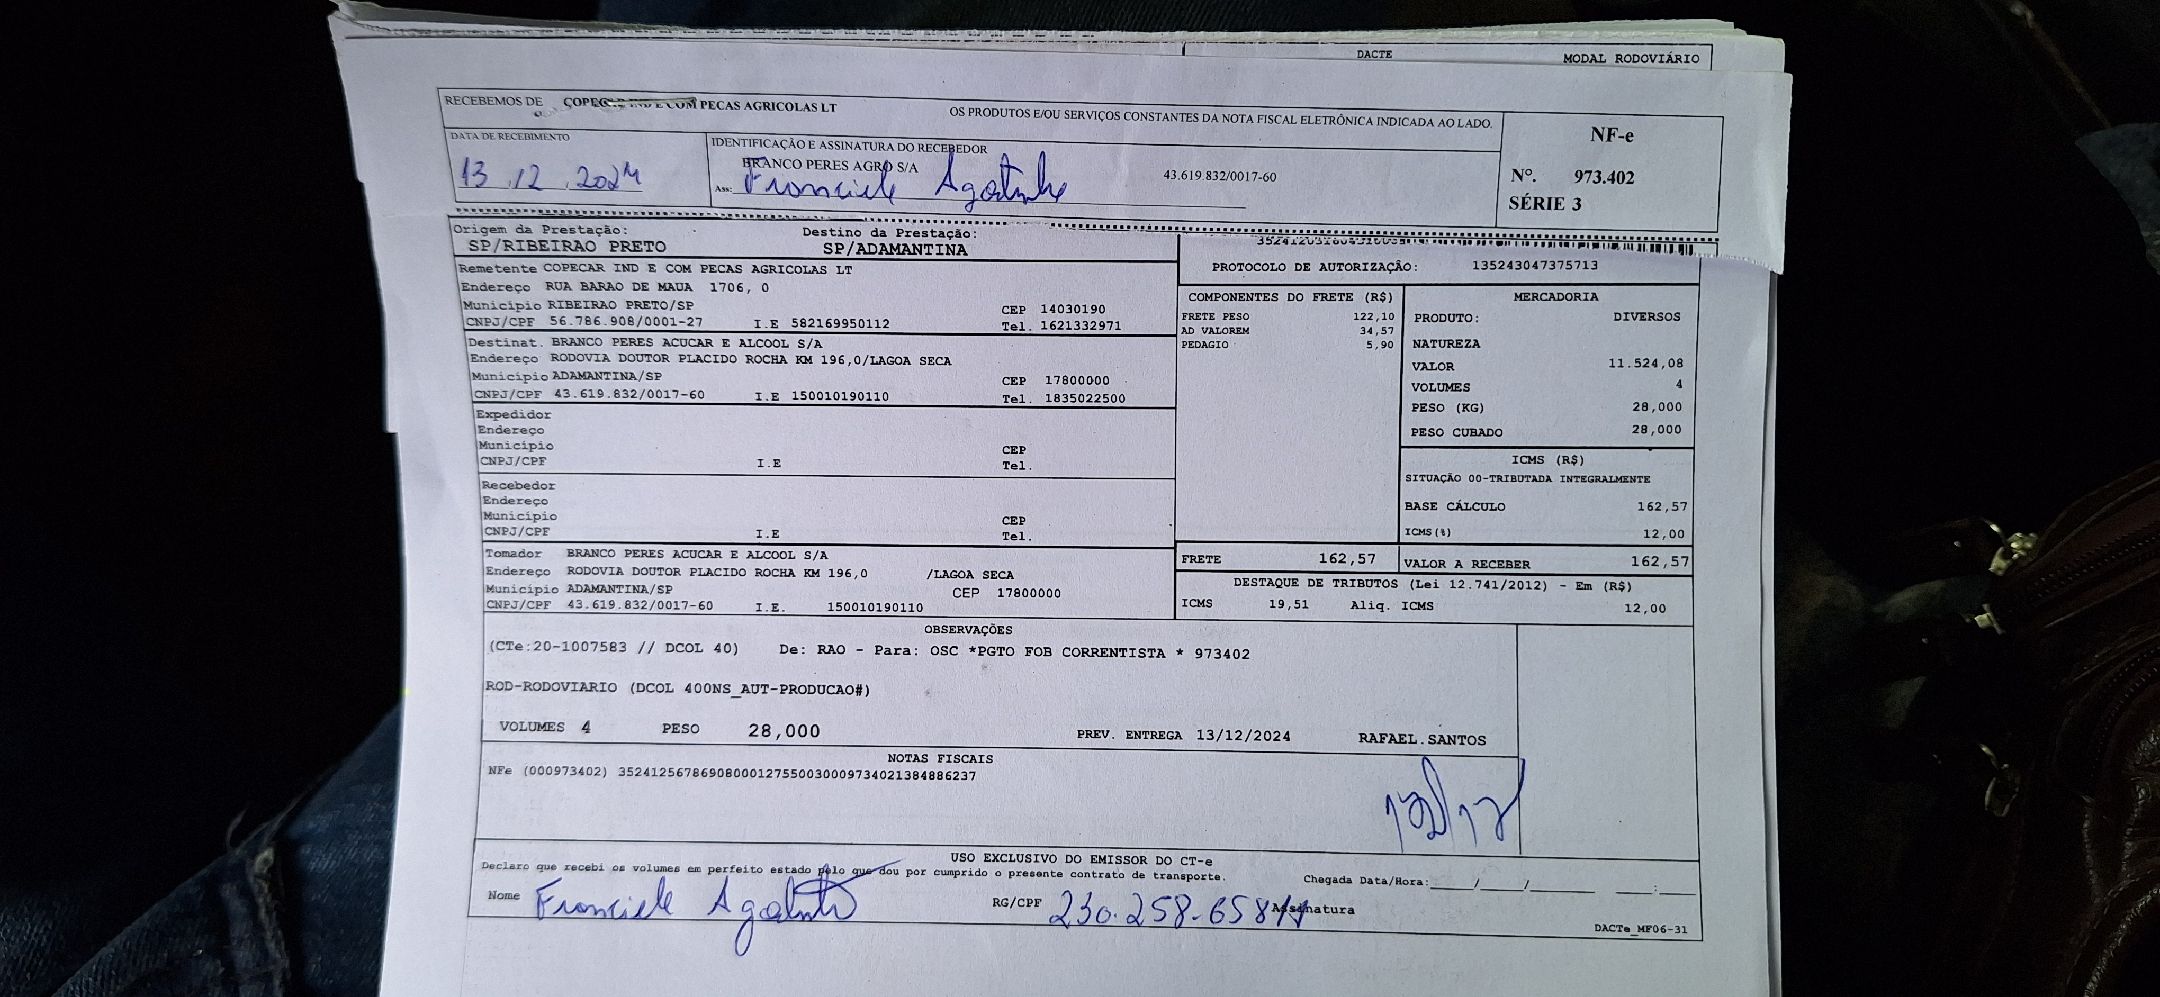 DACTE MODAL RODOVIÁRIO
RECEBEMOS DE COPECAR IND E COM PECAS AGRICOLAS LT OS PRODUTOS E/OU SERVIÇOS CONSTANTES DA NOTA FISCAL ELETRÔNICA INDICADA AO LADO.
DATA DE RECEBIMENTO
13.12.2024
IDENTIFICAÇÃO E ASSINATURA DO RECEBEDOR
BRANCO PERES AGRO S/A 43.619.832/0017-60
Ass: Franciele
NF-e
Nº. 973.402
SÉRIE 3
Origem da Prestação: Destino da Prestação:
SP/RIBEIRAO PRETO SP/ADAMANTINA
Remetente COPECAR IND E COM PECAS AGRICOLAS LT
Endereço RUA BARAO DE MAUA 1706, 0
Município RIBEIRAO PRETO/SP CEP 14030190
CNPJ/CPF 56.786.908/0001-27 I.E 582169950112 Tel. 1621332971
Destinat. BRANCO PERES ACUCAR E ALCOOL S/A
Endereço RODOVIA DOUTOR PLACIDO ROCHA KM 196,0/LAGOA SECA
Município ADAMANTINA/SP CEP 17800000
CNPJ/CPF 43.619.832/0017-60 I.E 150010190110 Tel. 1835022500
Expedidor
Endereço
Município CEP
CNPJ/CPF I.E Tel.
Recebedor
Endereço
Município CEP
CNPJ/CPF I.E Tel.
Tomador BRANCO PERES ACUCAR E ALCOOL S/A
Endereço RODOVIA DOUTOR PLACIDO ROCHA KM 196,0 /LAGOA SECA
Município ADAMANTINA/SP CEP 17800000
CNPJ/CPF 43.619.832/0017-60 I.E. 150010190110
PROTOCOLO DE AUTORIZAÇÃO: 135243047375713
COMPONENTES DO FRETE (R$)
FRETE PESO 122,10
AD VALOREM 34,57
PEDAGIO 5,90
MERCADORIA
PRODUTO: DIVERSOS
NATUREZA
VALOR 11.524,08
VOLUMES 4
PESO (KG) 28,000
PESO CUBADO 28,000
ICMS (R$)
SITUAÇÃO 00-TRIBUTADA INTEGRALMENTE
BASE CÁLCULO 162,57
ICMS(%) 12,00
FRETE 162,57 VALOR A RECEBER 162,57
DESTAQUE DE TRIBUTOS (Lei 12.741/2012) - Em (R$)
ICMS 19,51 Aliq. ICMS 12,00
OBSERVAÇÕES
(CTe:20-1007583 // DCOL 40) De: RAO - Para: OSC *PGTO FOB CORRENTISTA * 973402
ROD-RODOVIARIO (DCOL 400NS_AUT-PRODUCAO#)
VOLUMES 4 PESO 28,000 PREV. ENTREGA 13/12/2024 RAFAEL.SANTOS
NOTAS FISCAIS
NFe (000973402) 35241256786908000127550030009734021384886237
USO EXCLUSIVO DO EMISSOR DO CT-e
Declaro que recebi os volumes em perfeito estado pelo que dou por cumprido o presente contrato de transporte. Chegada Data/Hora:____/____/______ ____:____
Nome Franciele RG/CPF 230.258.658 Assinatura
DACTe_MF06-31